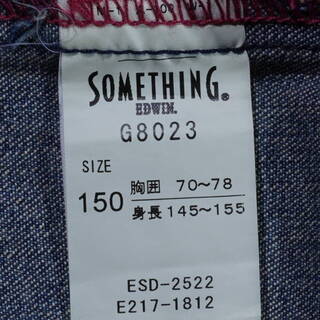 SOMETHING®
EDWIN.
G8023
SIZE
150
胸囲 70〜78
身長 145〜155
ESD-2522
E217-1812